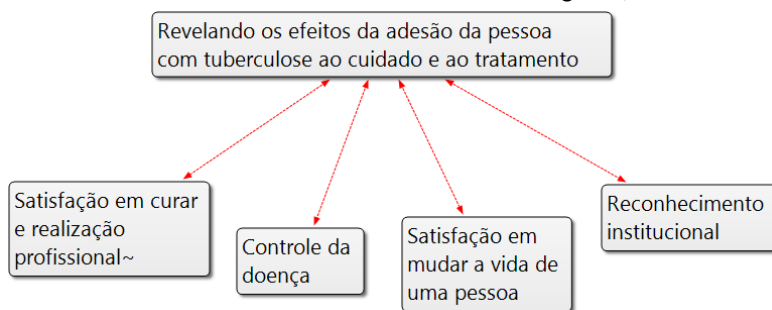 Revelando os efeitos da adesão da pessoa
com tuberculose ao cuidado e ao tratamento
Satisfação em curar
e realização
profissional~
Controle da
doença
Satisfação em
mudar a vida de
uma pessoa
Reconhecimento
institucional